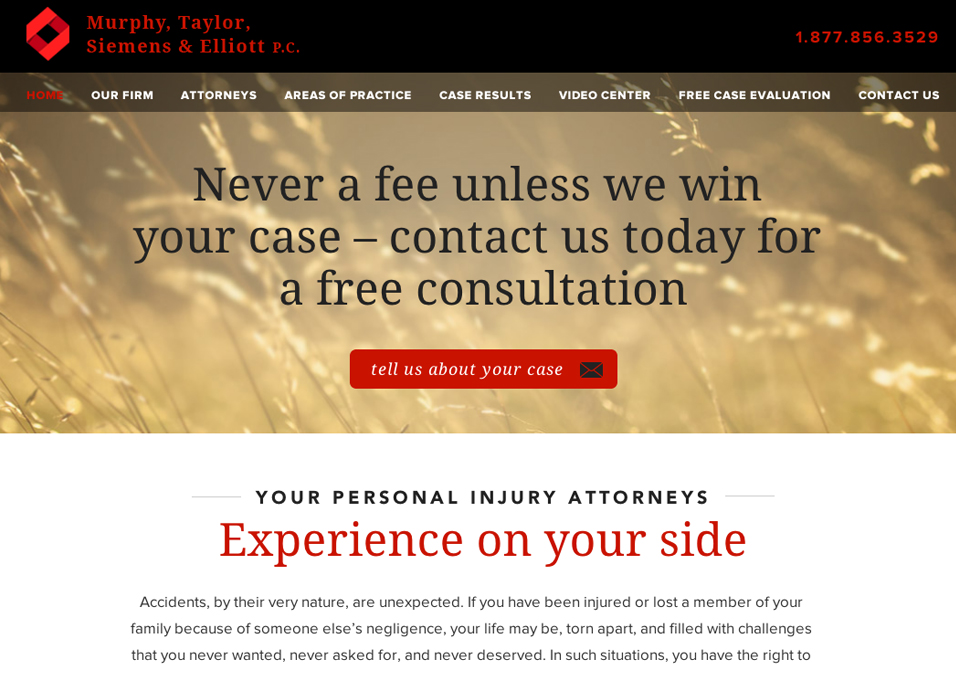 Murphy, Taylor,
Siemens & Elliott P.C.
1.877.856.3529
HOME OUR FIRM ATTORNEYS AREAS OF PRACTICE CASE RESULTS VIDEO CENTER FREE CASE EVALUATION CONTACT US
Never a fee unless we win
your case – contact us today for
a free consultation
tell us about your case
YOUR PERSONAL INJURY ATTORNEYS
Experience on your side
Accidents, by their very nature, are unexpected. If you have been injured or lost a member of your
family because of someone else’s negligence, your life may be, torn apart, and filled with challenges
that you never wanted, never asked for, and never deserved. In such situations, you have the right to